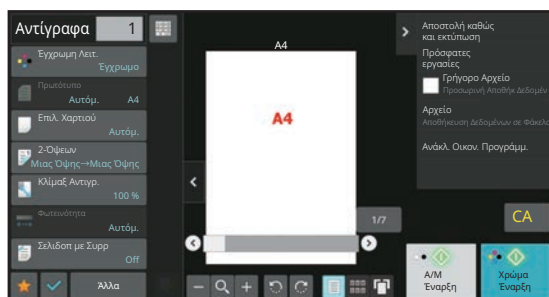 Αντίγραφα 1
Έγχρωμη Λειτ.
Έγχρωμο
Πρωτότυπο
Αυτόμ. A4
Επιλ. Χαρτιού
Αυτόμ.
2-Όψεων
Μιας Όψης→Μιας Όψης
Κλίμαξ Αντιγρ.
100 %
Φωτεινότητα
Αυτόμ.
Σελιδοπ με Συρρ
Off
Άλλα
A4
A4
1/7
Αποστολή καθώς
και εκτύπωση
Πρόσφατες
εργασίες
Γρήγορο Αρχείο
Προσωρινή Αποθήκ Δεδομέν
Αρχείο
Αποθήκευση Δεδομένων σε Φάκελο
Ανάκλ. Οικον. Προγράμμ.
CA
Α/Μ
Έναρξη
Χρώμα
Έναρξη